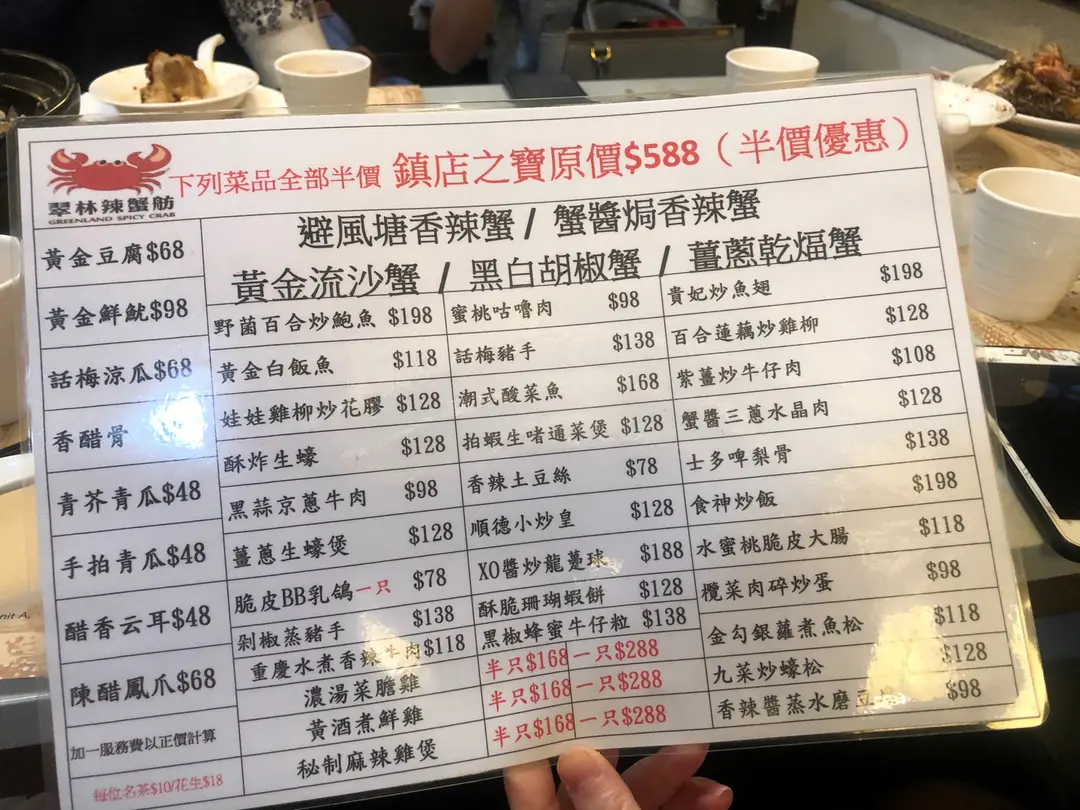 翠林辣蟹舫
GREENLAND SPICY CRAB
下列菜品全部半價 鎮店之寶原價$588（半價優惠）
避風塘香辣蟹 / 蟹醬焗香辣蟹
黃金流沙蟹 / 黑白胡椒蟹 / 薑蔥乾煏蟹
黃金豆腐$68
黃金鮮魷$98
話梅涼瓜$68
香醋骨
青芥青瓜$48
手拍青瓜$48
醋香云耳$48
陳醋鳳爪$68
加一服務費以正價計算
每位名茶$10/花生$18
野菌百合炒鮑魚 $198
黃金白飯魚 $118
娃娃雞柳炒花膠 $128
酥炸生蠔 $128
黑蒜京蔥牛肉 $98
薑蔥生蠔煲 $128
脆皮BB乳鴿一只 $78
剁椒蒸豬手 $138
重慶水煮香辣牛肉$118
濃湯菜膽雞 半只$168一只$288
黃酒煮鮮雞 半只$168一只$288
秘制麻辣雞煲 半只$168一只$288
蜜桃咕嚕肉 $98
話梅豬手 $138
潮式酸菜魚 $168
拍蝦生啫通菜煲 $128
香辣土豆絲 $78
順德小炒皇 $128
XO醬炒龍躉球 $188
酥脆珊瑚蝦餅 $128
黑椒蜂蜜牛仔粒 $138
貴妃炒魚翅 $198
百合蓮藕炒雞柳 $128
紫薑炒牛仔肉 $108
蟹醬三蔥水晶肉 $128
士多啤梨骨 $138
食神炒飯 $198
水蜜桃脆皮大腸 $118
欖菜肉碎炒蛋 $98
金勾銀蘿煮魚松 $118
九菜炒蠔松 $128
香辣醬蒸水磨豆 $98